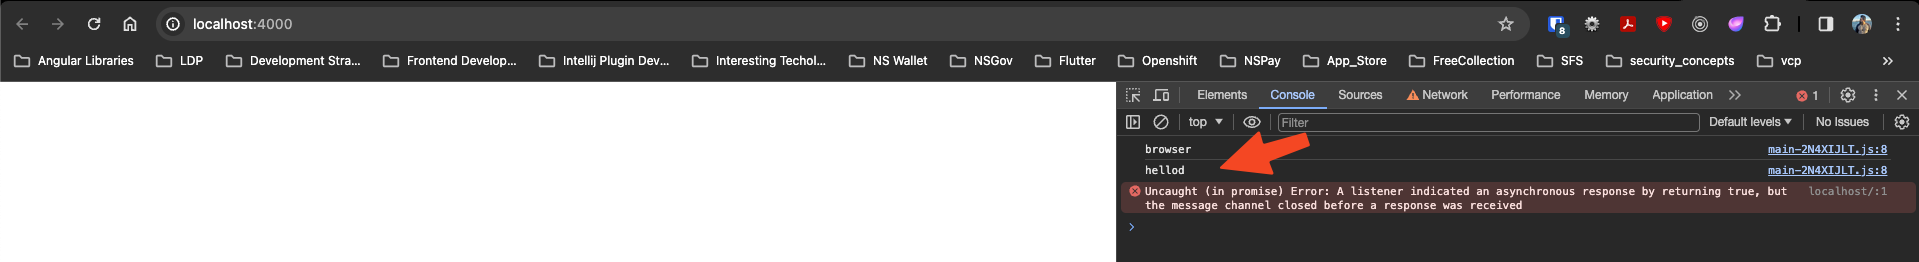 localhost:4000
8
Angular Libraries LDP Development Stra... Frontend Develop... Intellij Plugin Dev... Interesting Techol... NS Wallet NSGov Flutter Openshift NSPay App_Store FreeCollection SFS security_concepts vcp »
Elements Console Sources Network Performance Memory Application 1
top Filter Default levels No Issues
browser main-2N4XIJLT.js:8
hellod main-2N4XIJLT.js:8
Uncaught (in promise) Error: A listener indicated an asynchronous response by returning true, but localhost/:1
the message channel closed before a response was received